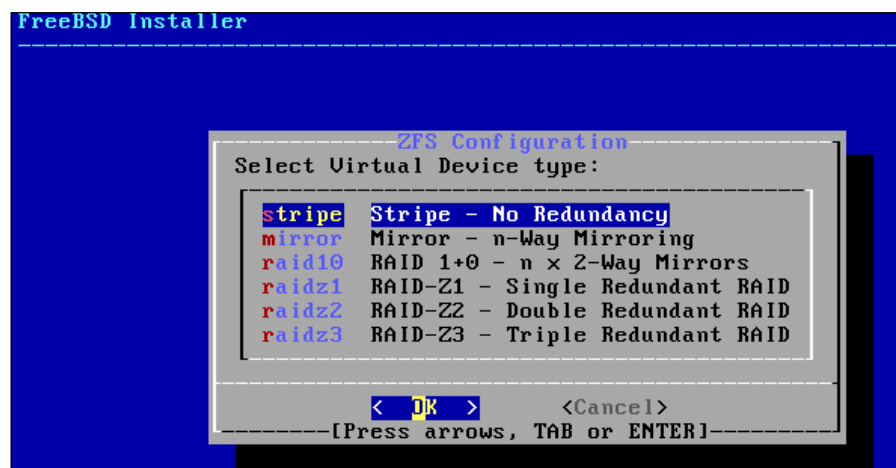 FreeBSD Installer
ZFS Configuration
Select Virtual Device type:
stripe Stripe - No Redundancy
mirror Mirror - n-Way Mirroring
raid10 RAID 1+0 - n x 2-Way Mirrors
raidz1 RAID-Z1 - Single Redundant RAID
raidz2 RAID-Z2 - Double Redundant RAID
raidz3 RAID-Z3 - Triple Redundant RAID
< OK > <Cancel>
[Press arrows, TAB or ENTER]